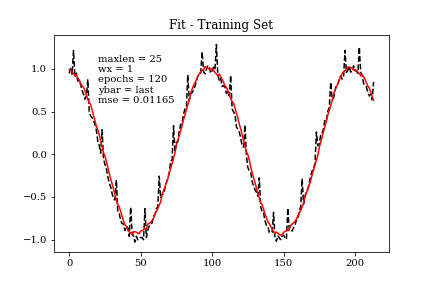 Fit - Training Set
maxlen = 25
wx = 1
epochs = 120
ybar = last
mse = 0.01165
1.0
0.5
0.0
−0.5
−1.0
0 50 100 150 200